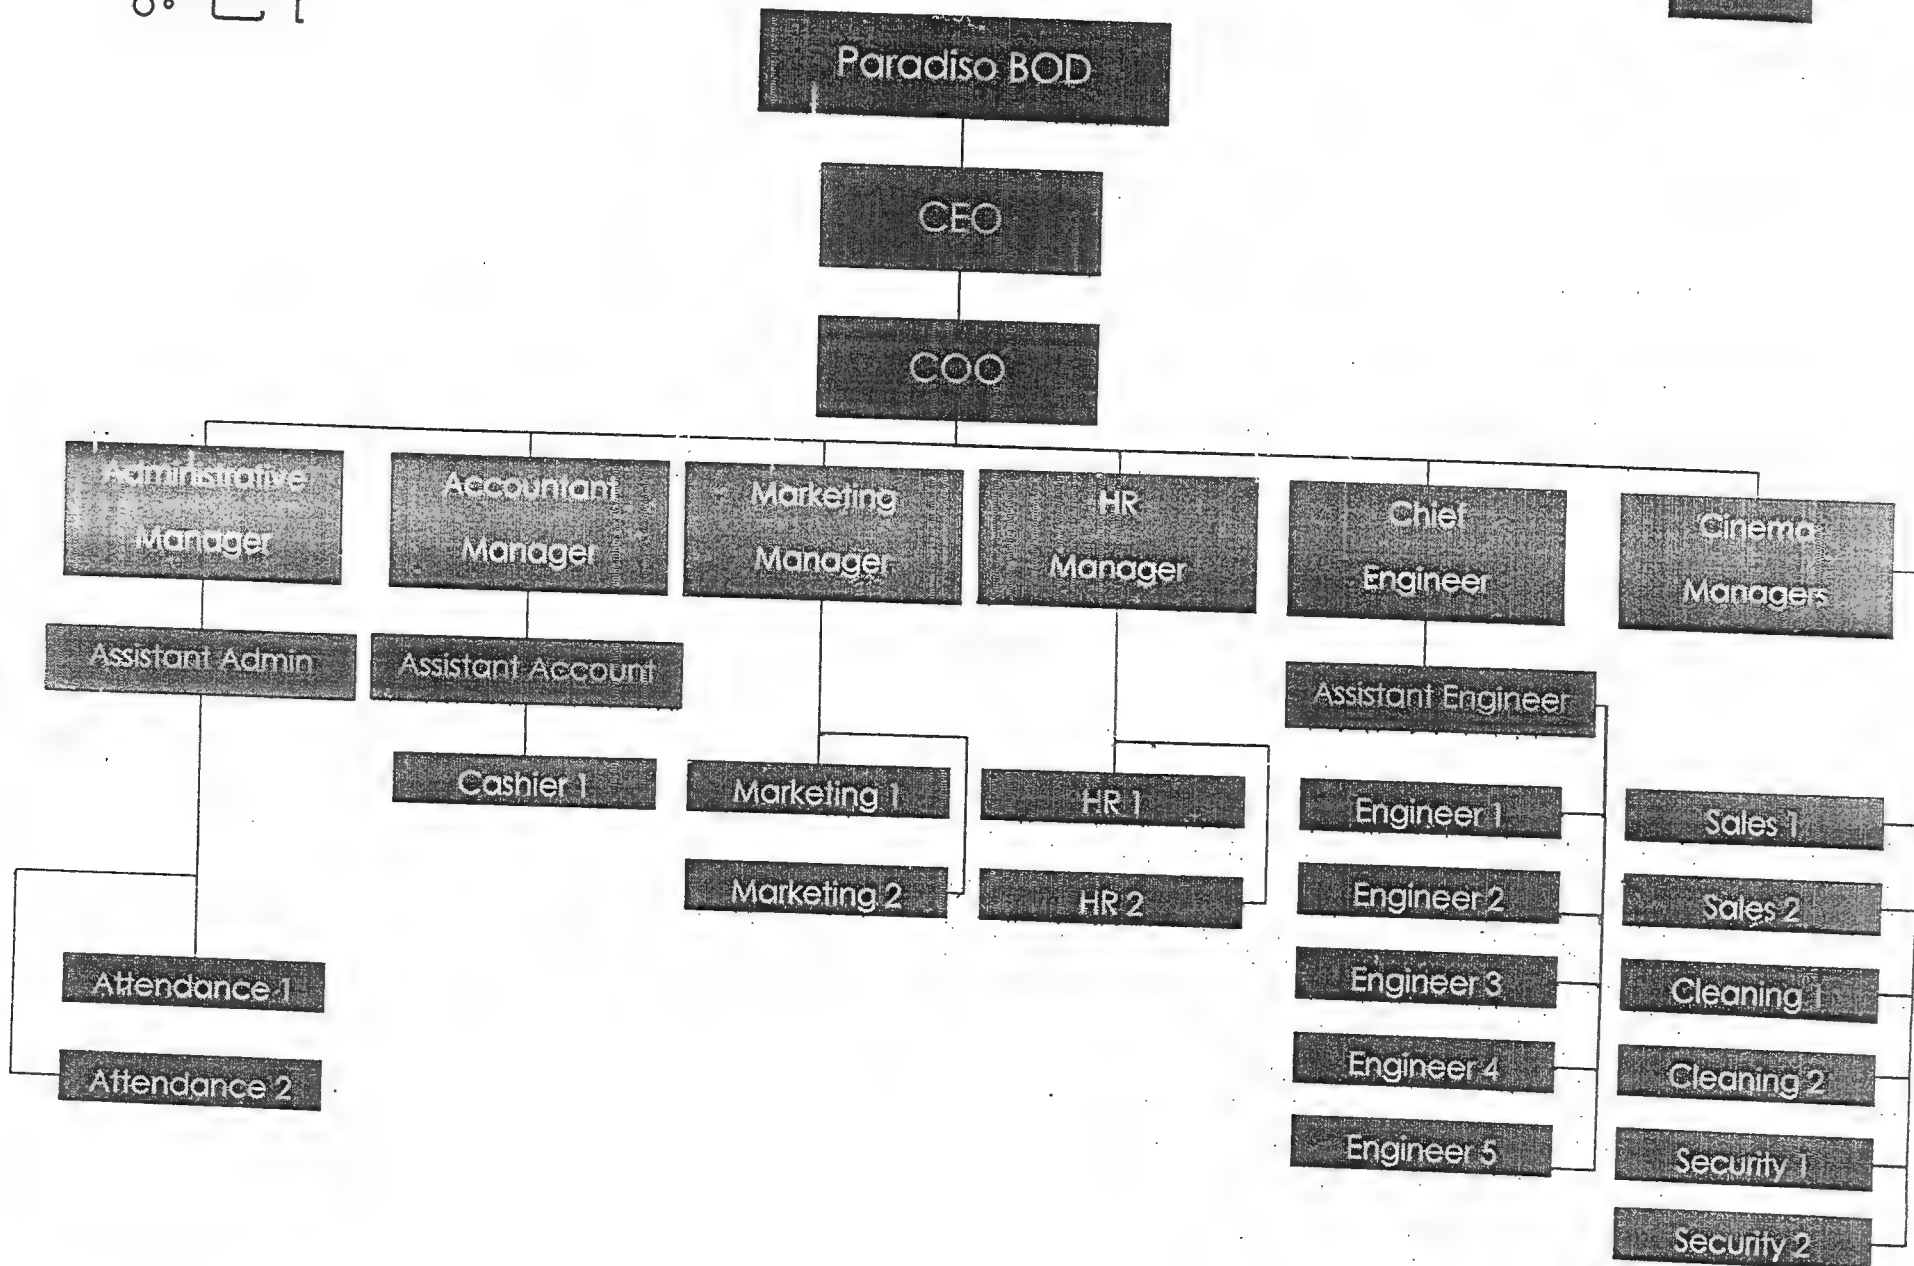 Paradiso BOD
CEO
COO
Administrative
Manager
Accountant
Manager
Marketing
Manager
HR
Manager
Chief
Engineer
Cinema
Managers
Assistant Admin
Assistant Account
Assistant Engineer
Cashier 1
Marketing 1
HR 1
Engineer 1
Sales 1
Marketing 2
HR 2
Engineer 2
Sales 2
Attendance 1
Engineer 3
Cleaning 1
Attendance 2
Engineer 4
Cleaning 2
Engineer 5
Security 1
Security 2